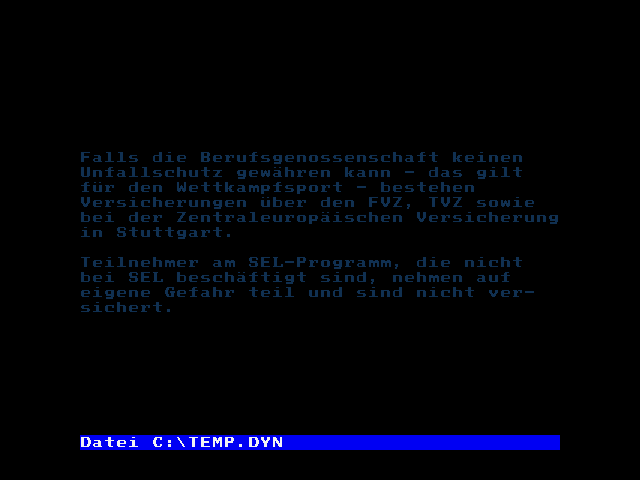 Falls die Berufsgenossenschaft keinen
Unfallschutz gewähren kann - das gilt
für den Wettkampfsport - bestehen
Versicherungen über den FVZ, TVZ sowie
bei der Zentraleuropäischen Versicherung
in Stuttgart.

Teilnehmer am SEL-Programm, die nicht
bei SEL beschäftigt sind, nehmen auf
eigene Gefahr teil und sind nicht ver-
sichert.

Datei C:\TEMP.DYN